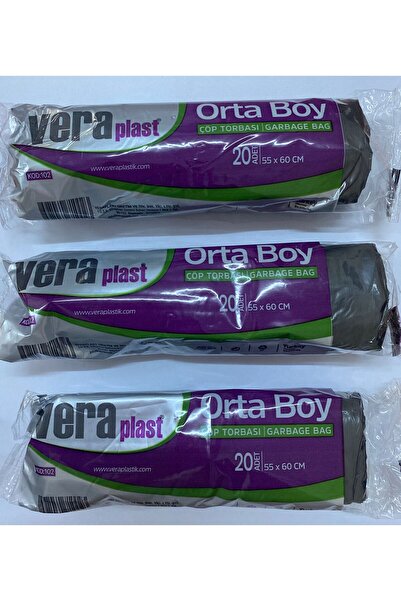 vera plast
Orta Boy
ÇÖP TORBASI | GARBAGE BAG
20 ADET 55 x 60 CM
www.veraplastik.com
KOD:102
vera plast
Orta Boy
ÇÖP TORBASI | GARBAGE BAG
20 ADET 55 x 60 CM
www.veraplastik.com
vera plast
Orta Boy
ÇÖP TORBASI | GARBAGE BAG
20 ADET 55 x 60 CM
www.veraplastik.com
KOD:102